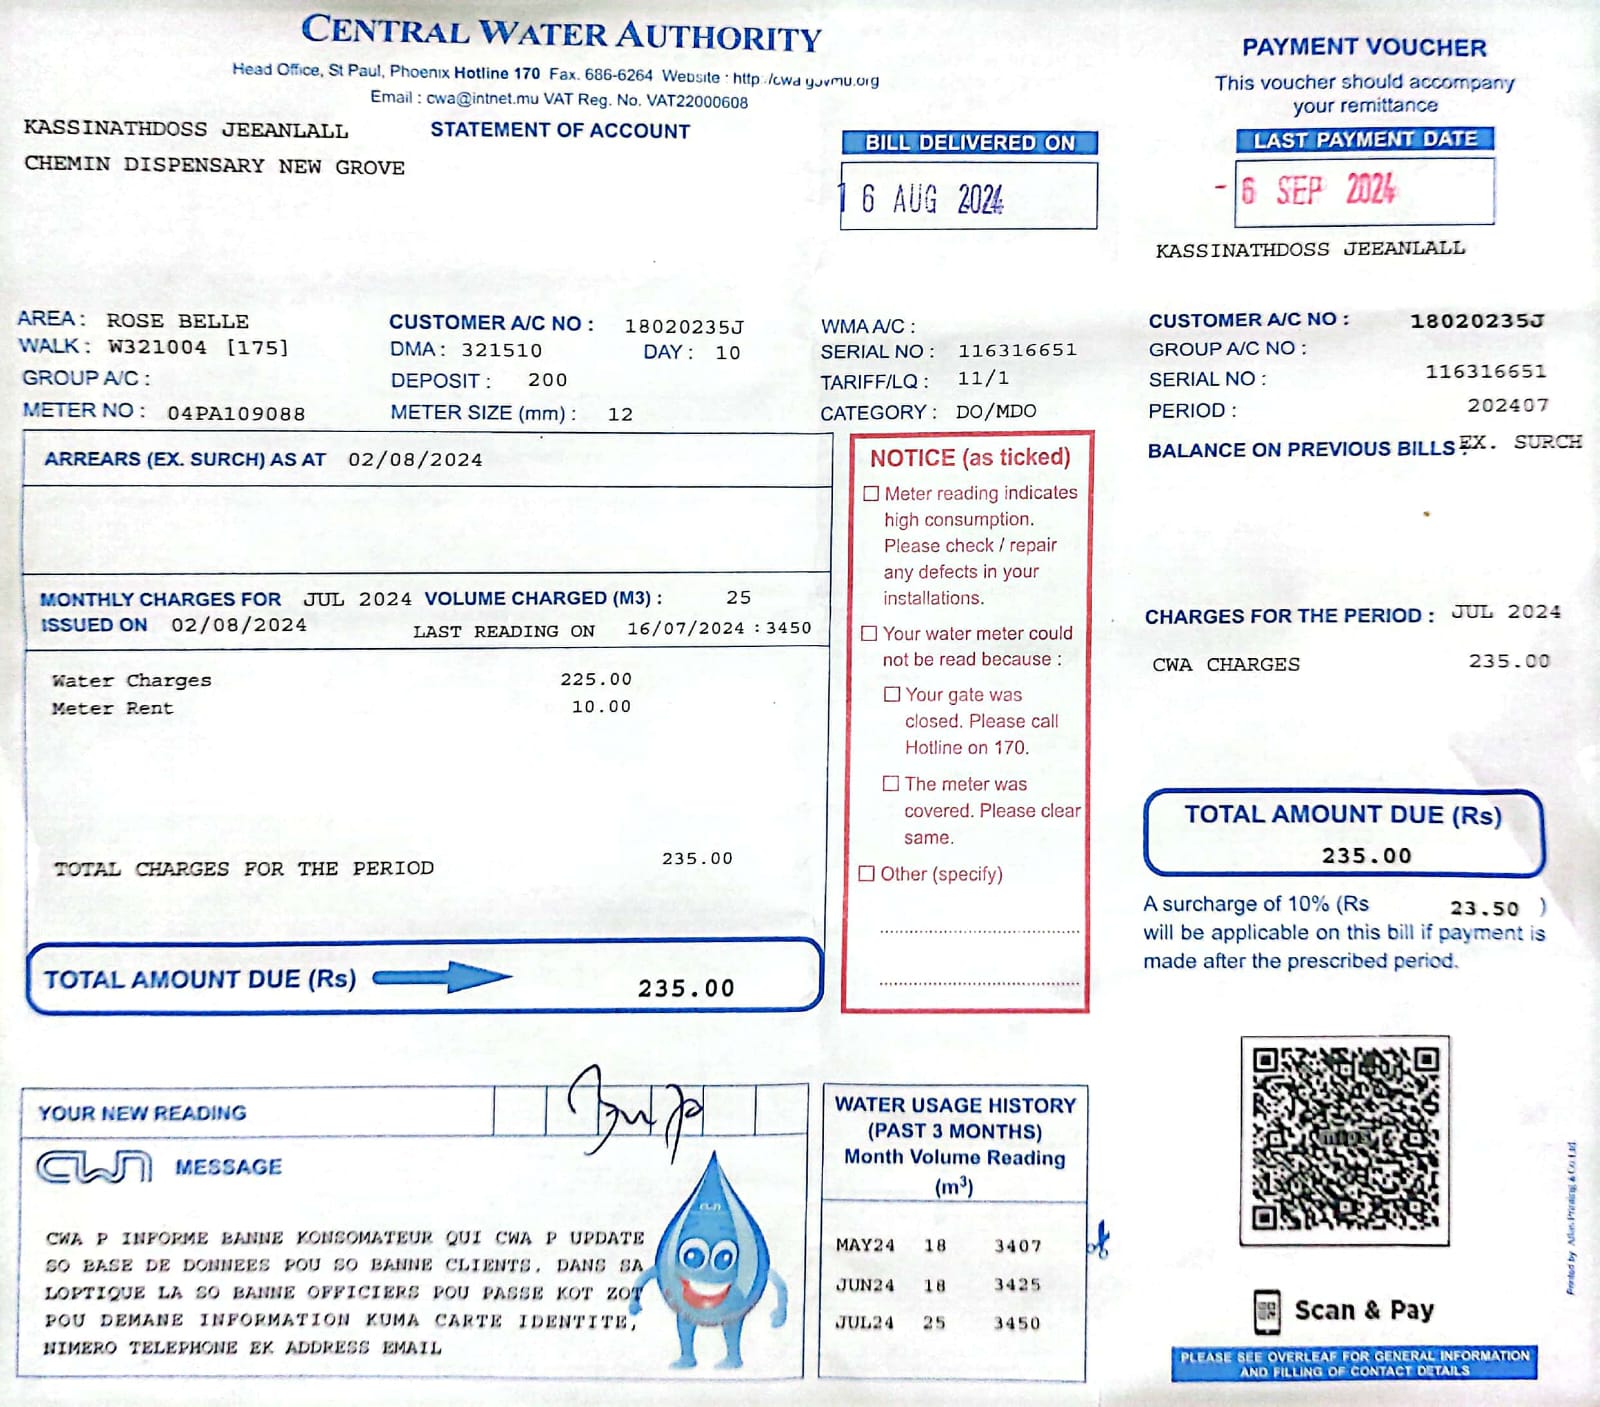 CENTRAL WATER AUTHORITY
Head Office, St Paul, Phoenix Hotline 170 Fax. 686-6264 Website : http:/cwa govmu.org
Email : cwa@intnet.mu VAT Reg. No. VAT22000608
KASSINATHDOSS JEEANLALL
STATEMENT OF ACCOUNT
CHEMIN DISPENSARY NEW GROVE
BILL DELIVERED ON
16 AUG 2024
AREA : ROSE BELLE
CUSTOMER A/C NO : 18020235J
WMA A/C :
WALK : W321004 [175]
DMA : 321510 DAY : 10
SERIAL NO : 116316651
GROUP A/C :
DEPOSIT : 200
TARIFF/LQ : 11/1
METER NO : 04PA109088
METER SIZE (mm) : 12
CATEGORY : DO/MDO
ARREARS (EX. SURCH) AS AT 02/08/2024
MONTHLY CHARGES FOR JUL 2024 VOLUME CHARGED (M3) : 25
ISSUED ON 02/08/2024 LAST READING ON 16/07/2024 : 3450
Water Charges 225.00
Meter Rent 10.00
TOTAL CHARGES FOR THE PERIOD 235.00
TOTAL AMOUNT DUE (Rs) 235.00
NOTICE (as ticked)
Meter reading indicates
high consumption.
Please check / repair
any defects in your
installations.
Your water meter could
not be read because :
Your gate was
closed. Please call
Hotline on 170.
The meter was
covered. Please clear
same.
Other (specify)
YOUR NEW READING
CWA MESSAGE
CWA P INFORME BANNE KONSOMATEUR QUI CWA P UPDATE
SO BASE DE DONNEES POU SO BANNE CLIENTS. DANS SA
LOPTIQUE LA SO BANNE OFFICIERS POU PASSE KOT ZOT
POU DEMANE INFORMATION KUMA CARTE IDENTITE,
NIMERO TELEPHONE EK ADDRESS EMAIL
WATER USAGE HISTORY
(PAST 3 MONTHS)
Month Volume Reading
(m³)
MAY24 18 3407
JUN24 18 3425
JUL24 25 3450
PAYMENT VOUCHER
This voucher should accompany
your remittance
LAST PAYMENT DATE
- 6 SEP 2024
KASSINATHDOSS JEEANLALL
CUSTOMER A/C NO : 18020235J
GROUP A/C NO :
SERIAL NO : 116316651
PERIOD : 202407
BALANCE ON PREVIOUS BILLS : EX. SURCH
CHARGES FOR THE PERIOD : JUL 2024
CWA CHARGES 235.00
TOTAL AMOUNT DUE (Rs)
235.00
A surcharge of 10% (Rs 23.50 )
will be applicable on this bill if payment is
made after the prescribed period.
Scan & Pay
PLEASE SEE OVERLEAF FOR GENERAL INFORMATION
AND FILLING OF CONTACT DETAILS